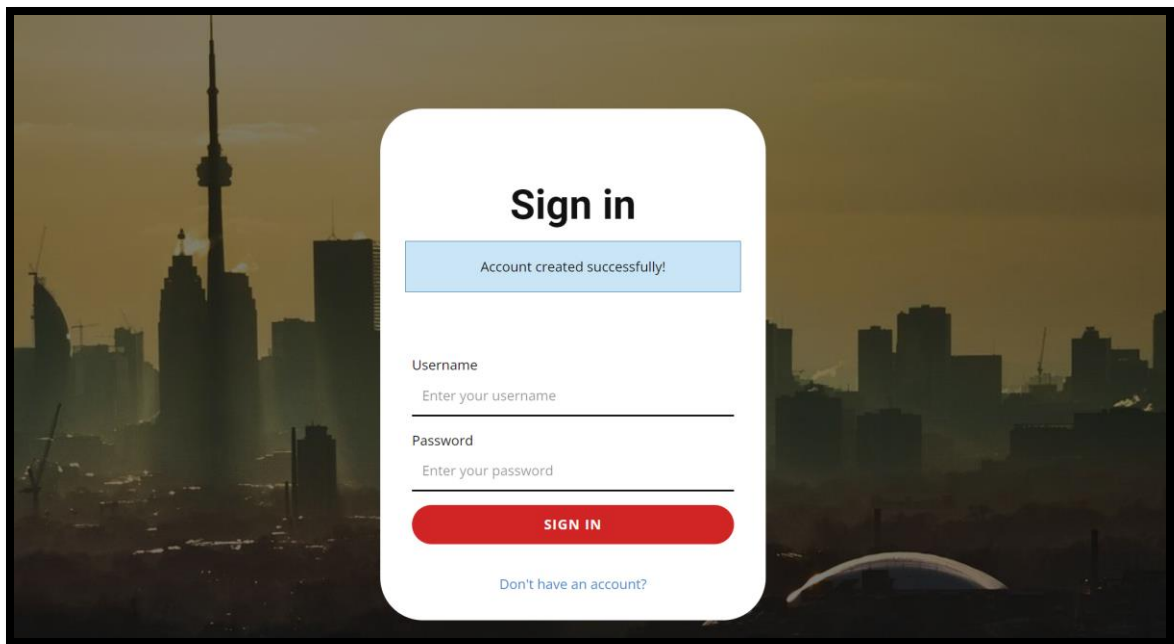 Sign in
Account created successfully!
Username
Enter your username
Password
Enter your password
SIGN IN
Don't have an account?